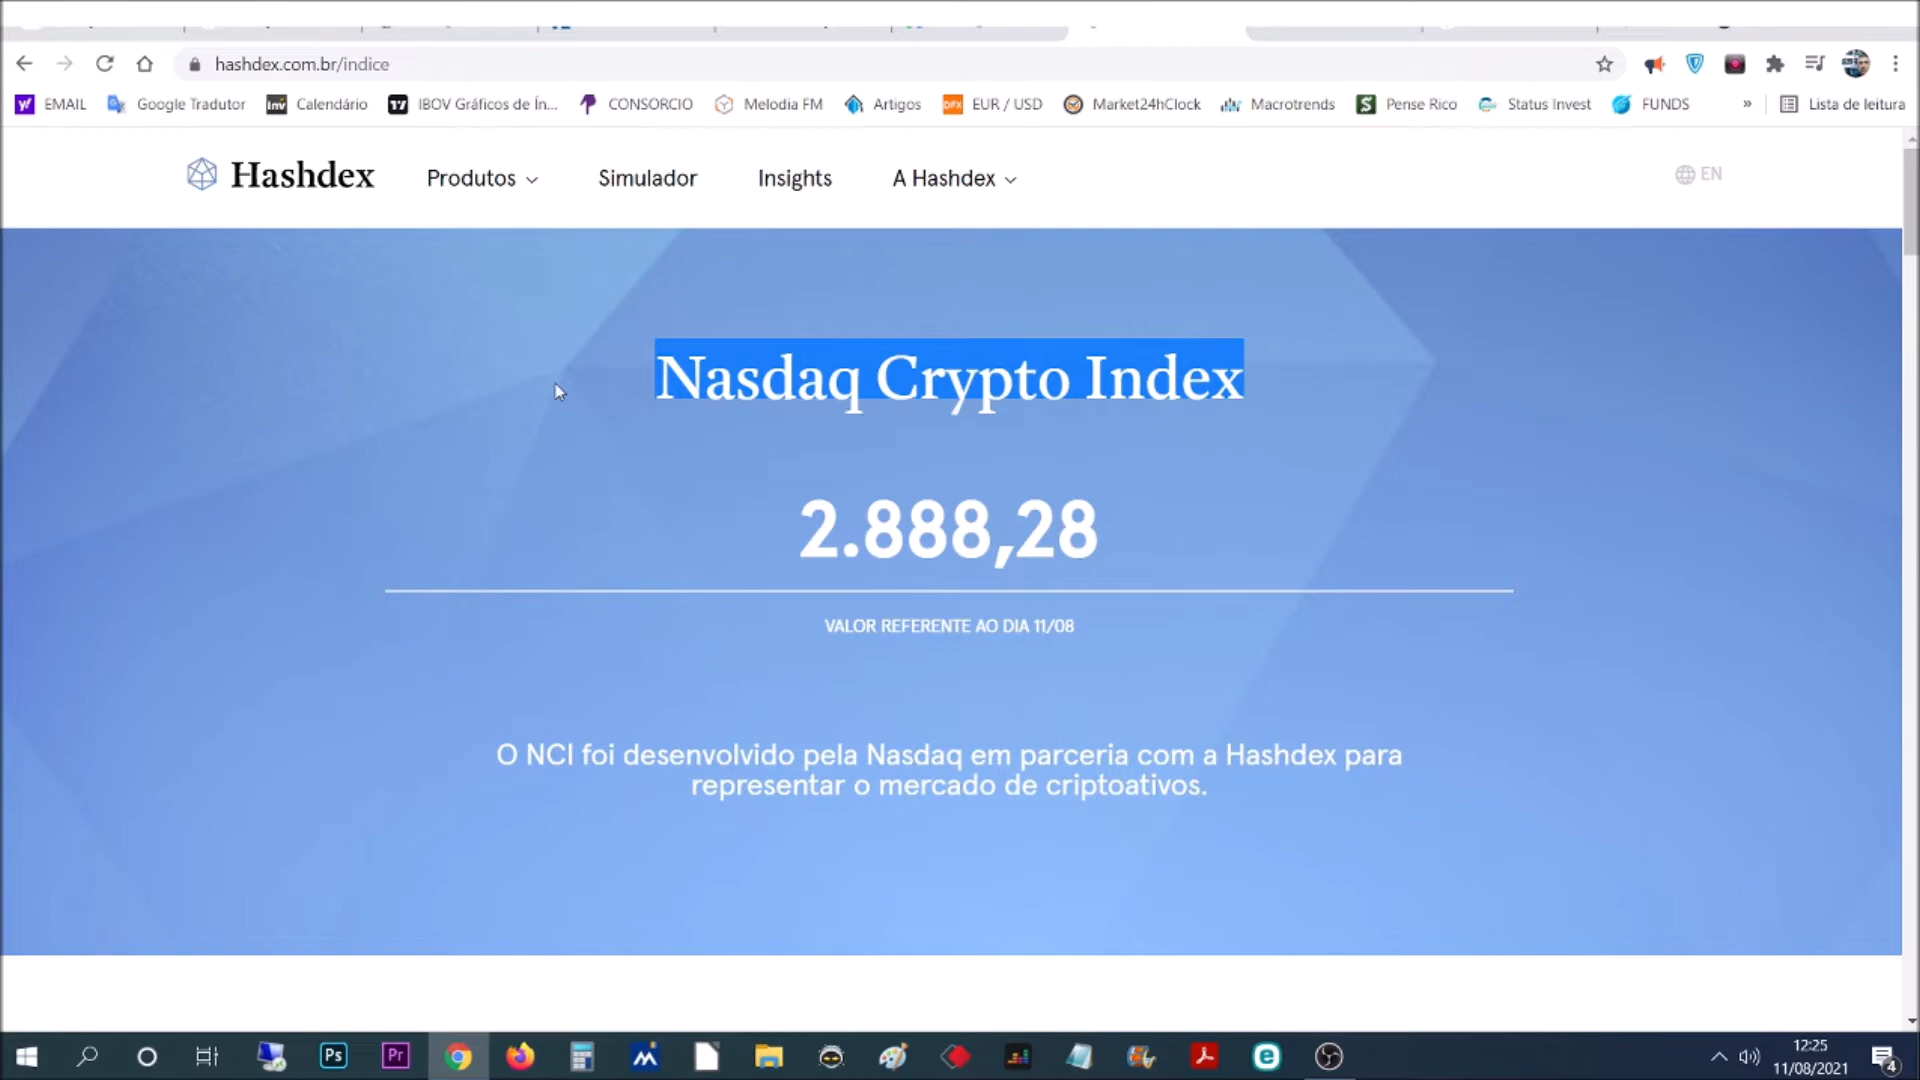 hashdex.com.br/indice
EMAIL Google Tradutor Calendário IBOV Gráficos de Ín... CONSORCIO Melodia FM Artigos EUR / USD Market24hClock Macrotrends Pense Rico Status Invest FUNDS » Lista de leitura
Hashdex Produtos Simulador Insights A Hashdex EN
Nasdaq Crypto Index
2.888,28
VALOR REFERENTE AO DIA 11/08
O NCI foi desenvolvido pela Nasdaq em parceria com a Hashdex para
representar o mercado de criptoativos.
Ps Pr 12:25
11/08/2021 4